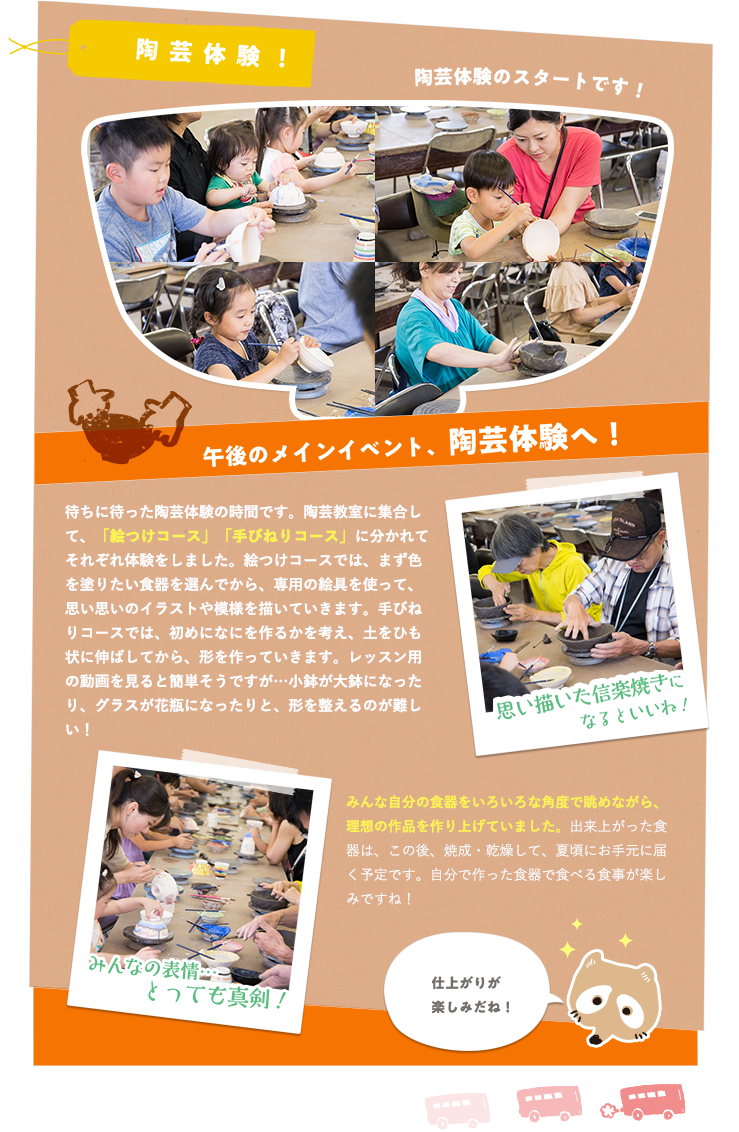 陶芸体験！
陶芸体験のスタートです！
午後のメインイベント、陶芸体験へ！
待ちに待った陶芸体験の時間です。陶芸教室に集合し
て、「絵つけコース」「手びねりコース」に分かれて
それぞれ体験をしました。絵つけコースでは、まず色
を塗りたい食器を選んでから、専用の絵具を使って、
思い思いのイラストや模様を描いていきます。手びね
りコースでは、初めになにを作るかを考え、土をひも
状に伸ばしてから、形を作っていきます。レッスン用
の動画を見ると簡単そうですが…小鉢が大鉢になった
り、グラスが花瓶になったりと、形を整えるのが難し
い！
思い描いた信楽焼きに
なるといいね！
みんな自分の食器をいろいろな角度で眺めながら、
理想の作品を作り上げていました。出来上がった食
器は、この後、焼成・乾燥して、夏頃にお手元に届
く予定です。自分で作った食器で食べる食事が楽し
みですね！
みんなの表情…
とっても真剣！
仕上がりが
楽しみだね！